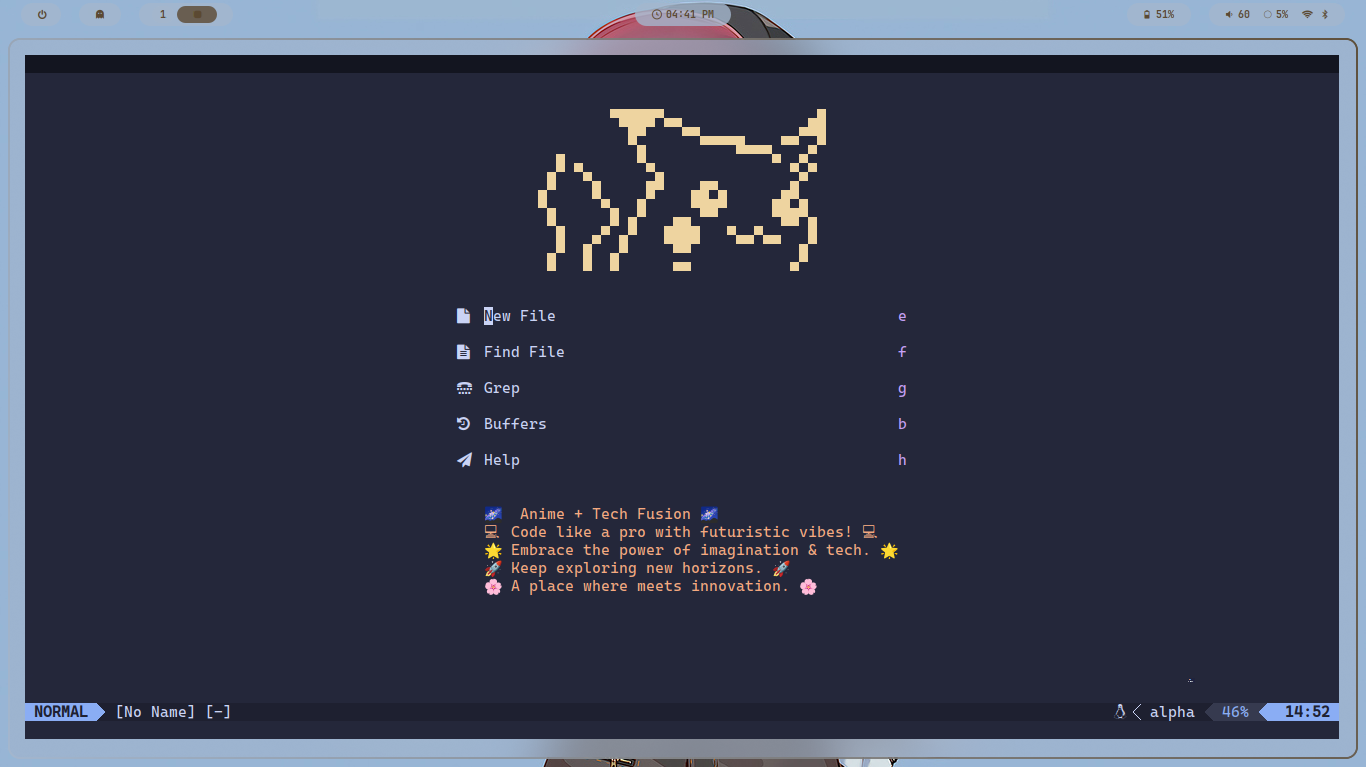 1 04:41 PM 51% 60 5%
New File e
Find File f
Grep g
Buffers b
Help h
🌌 Anime + Tech Fusion 🌌
💻 Code like a pro with futuristic vibes! 💻
🌟 Embrace the power of imagination & tech. 🌟
🚀 Keep exploring new horizons. 🚀
🌸 A place where meets innovation. 🌸
NORMAL [No Name] [-] alpha 46% 14:52